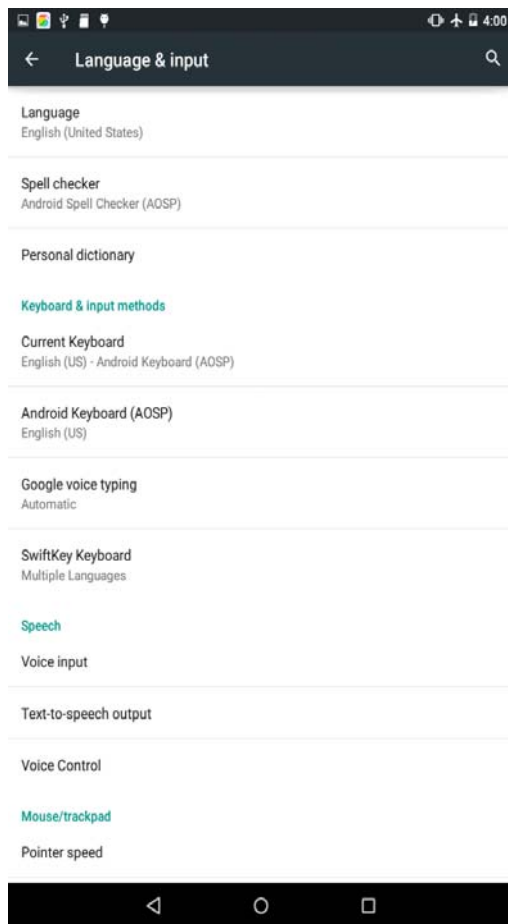 4:00
Language & input
Language
English (United States)
Spell checker
Android Spell Checker (AOSP)
Personal dictionary
Keyboard & input methods
Current Keyboard
English (US) - Android Keyboard (AOSP)
Android Keyboard (AOSP)
English (US)
Google voice typing
Automatic
SwiftKey Keyboard
Multiple Languages
Speech
Voice input
Text-to-speech output
Voice Control
Mouse/trackpad
Pointer speed